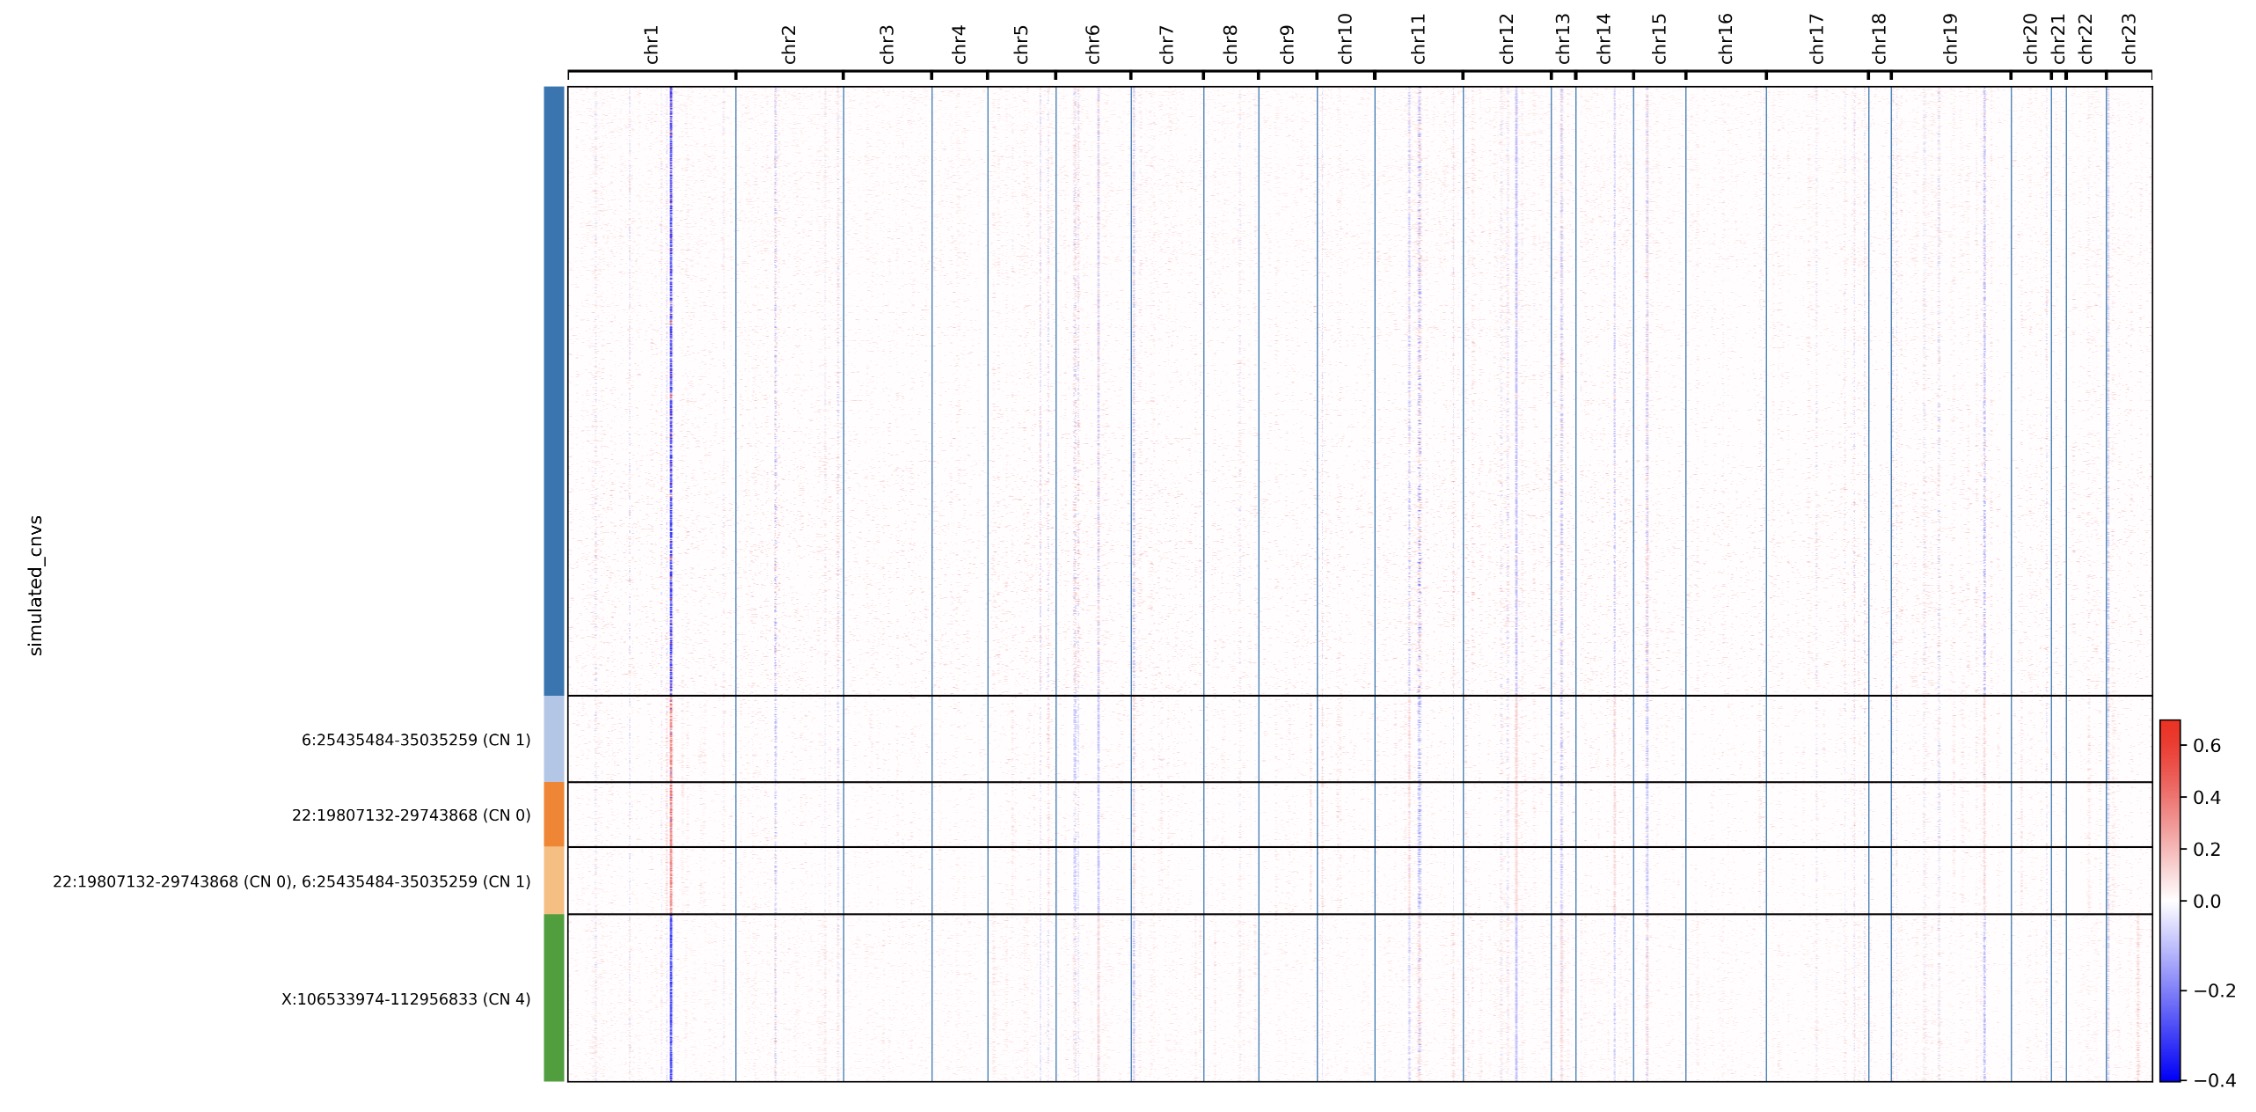 chr1
chr2
chr3
chr4
chr5
chr6
chr7
chr8
chr9
chr10
chr11
chr12
chr13
chr14
chr15
chr16
chr17
chr18
chr19
chr20
chr21
chr22
chr23
simulated_cnvs
6:25435484-35035259 (CN 1)
22:19807132-29743868 (CN 0)
22:19807132-29743868 (CN 0), 6:25435484-35035259 (CN 1)
X:106533974-112956833 (CN 4)
0.6
0.4
0.2
0.0
−0.2
−0.4